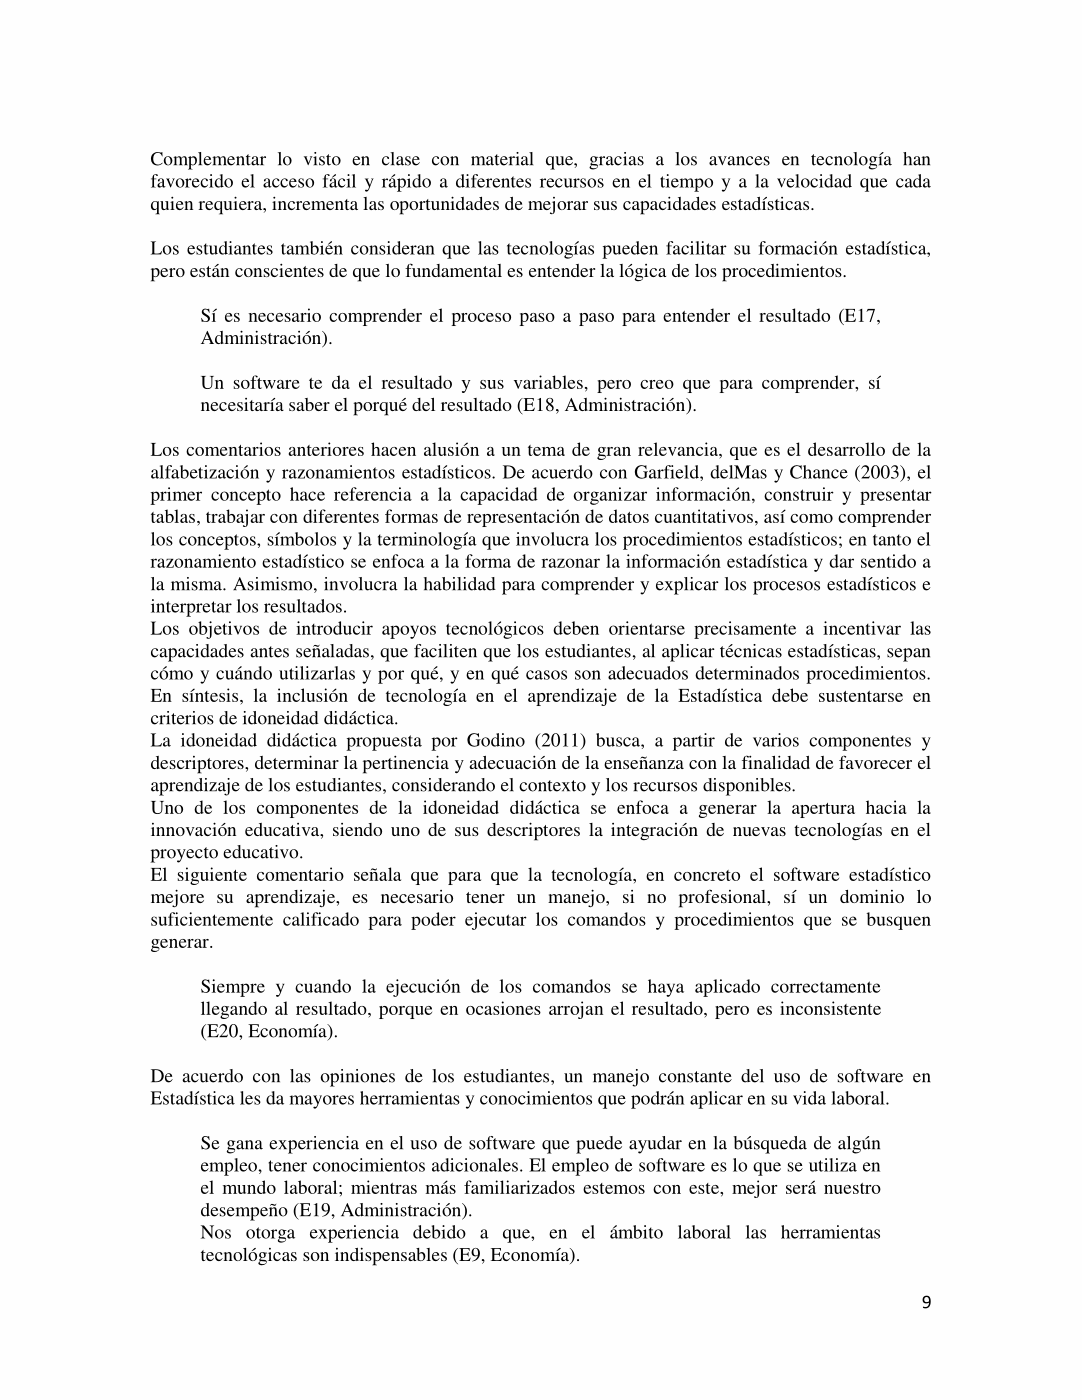 Complementar lo visto en clase con material que, gracias a los avances en tecnología han
favorecido el acceso fácil y rápido a diferentes recursos en el tiempo y a la velocidad que cada
quien requiera, incrementa las oportunidades de mejorar sus capacidades estadísticas.
Los estudiantes también consideran que las tecnologías pueden facilitar su formación estadística,
pero están conscientes de que lo fundamental es entender la lógica de los procedimientos.
Sí es necesario comprender el proceso paso a paso para entender el resultado (E17,
Administración).
Un software te da el resultado y sus variables, pero creo que para comprender, sí
necesitaría saber el porqué del resultado (E18, Administración).
Los comentarios anteriores hacen alusión a un tema de gran relevancia, que es el desarrollo de la
alfabetización y razonamientos estadísticos. De acuerdo con Garfield, delMas y Chance (2003), el
primer concepto hace referencia a la capacidad de organizar información, construir y presentar
tablas, trabajar con diferentes formas de representación de datos cuantitativos, así como comprender
los conceptos, símbolos y la terminología que involucra los procedimientos estadísticos; en tanto el
razonamiento estadístico se enfoca a la forma de razonar la información estadística y dar sentido a
la misma. Asimismo, involucra la habilidad para comprender y explicar los procesos estadísticos e
interpretar los resultados.
Los objetivos de introducir apoyos tecnológicos deben orientarse precisamente a incentivar las
capacidades antes señaladas, que faciliten que los estudiantes, al aplicar técnicas estadísticas, sepan
cómo y cuándo utilizarlas y por qué, y en qué casos son adecuados determinados procedimientos.
En síntesis, la inclusión de tecnología en el aprendizaje de la Estadística debe sustentarse en
criterios de idoneidad didáctica.
La idoneidad didáctica propuesta por Godino (2011) busca, a partir de varios componentes y
descriptores, determinar la pertinencia y adecuación de la enseñanza con la finalidad de favorecer el
aprendizaje de los estudiantes, considerando el contexto y los recursos disponibles.
Uno de los componentes de la idoneidad didáctica se enfoca a generar la apertura hacia la
innovación educativa, siendo uno de sus descriptores la integración de nuevas tecnologías en el
proyecto educativo.
El siguiente comentario señala que para que la tecnología, en concreto el software estadístico
mejore su aprendizaje, es necesario tener un manejo, si no profesional, sí un dominio lo
suficientemente calificado para poder ejecutar los comandos y procedimientos que se busquen
generar.
Siempre y cuando la ejecución de los comandos se haya aplicado correctamente
llegando al resultado, porque en ocasiones arrojan el resultado, pero es inconsistente
(E20, Economía).
De acuerdo con las opiniones de los estudiantes, un manejo constante del uso de software en
Estadística les da mayores herramientas y conocimientos que podrán aplicar en su vida laboral.
Se gana experiencia en el uso de software que puede ayudar en la búsqueda de algún
empleo, tener conocimientos adicionales. El empleo de software es lo que se utiliza en
el mundo laboral; mientras más familiarizados estemos con este, mejor será nuestro
desempeño (E19, Administración).
Nos otorga experiencia debido a que, en el ámbito laboral las herramientas
tecnológicas son indispensables (E9, Economía).
9